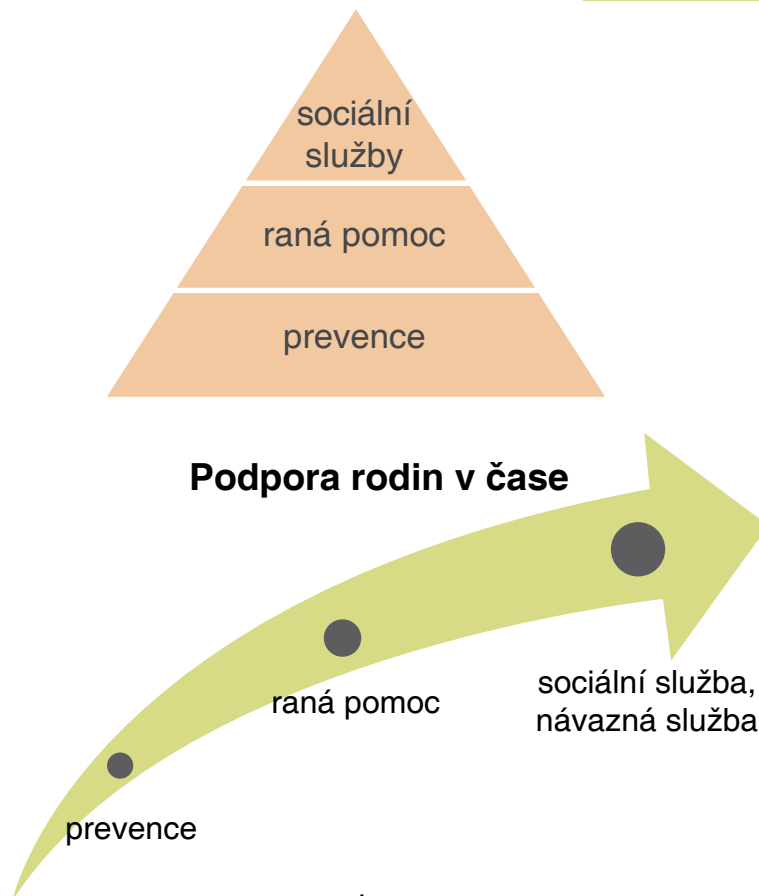 sociální
služby
raná pomoc
prevence
Podpora rodin v čase
raná pomoc
sociální služba,
návazná služba
prevence